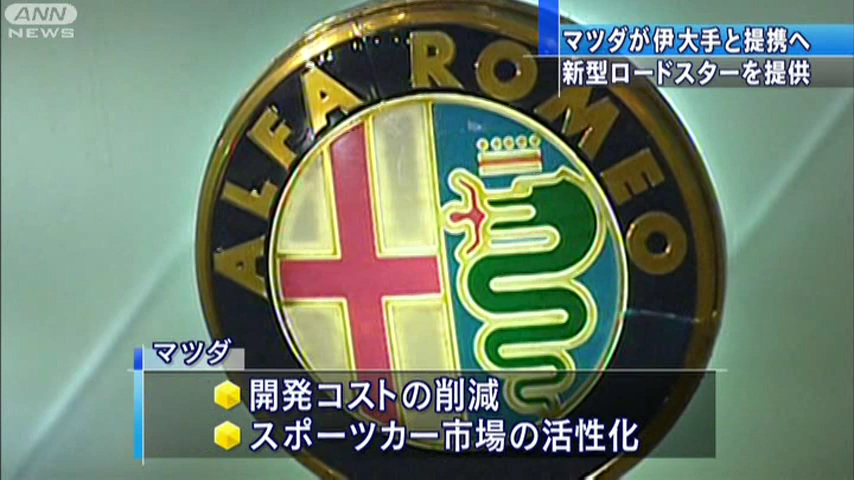 ANN
NEWS
マツダが伊大手と提携へ
新型ロードスターを提供
ALFA ROMEO
マツダ
開発コストの削減
スポーツカー市場の活性化